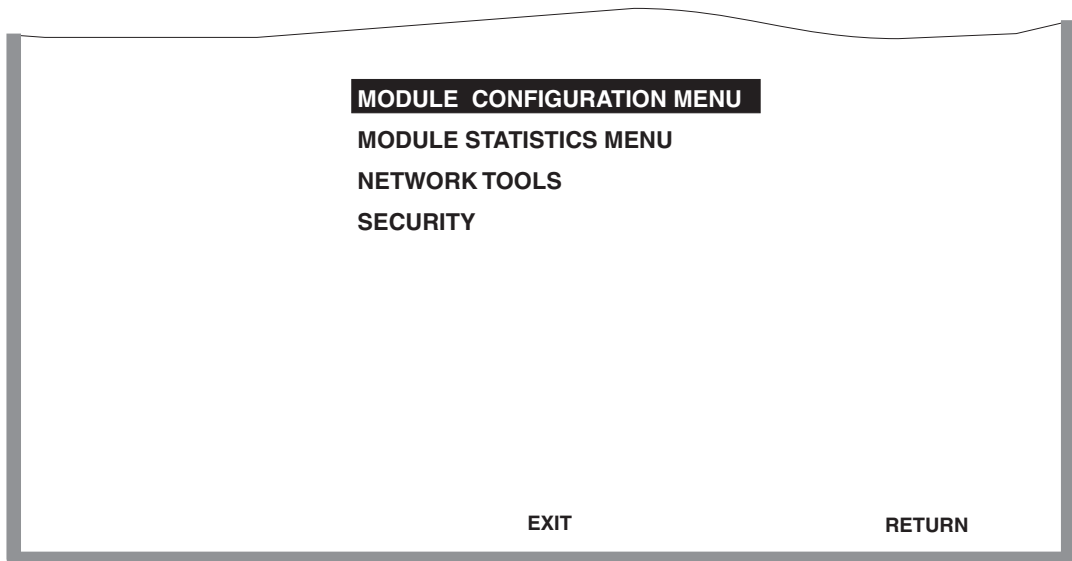 MODULE CONFIGURATION MENU
MODULE STATISTICS MENU
NETWORK TOOLS
SECURITY
EXIT RETURN